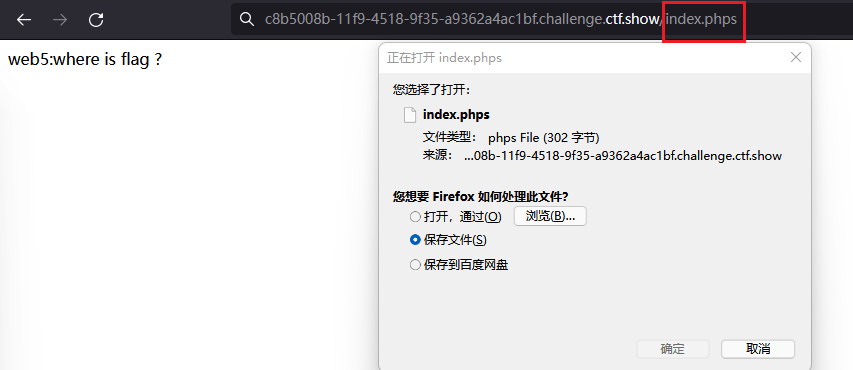 c8b5008b-11f9-4518-9f35-a9362a4ac1bf.challenge.ctf.show/index.phps
web5:where is flag ?
正在打开 index.phps
您选择了打开：
index.phps
文件类型： phps File (302 字节)
来源： ...08b-11f9-4518-9f35-a9362a4ac1bf.challenge.ctf.show
您想要 Firefox 如何处理此文件?
打开，通过(O) 浏览(B)...
保存文件(S)
保存到百度网盘
确定 取消